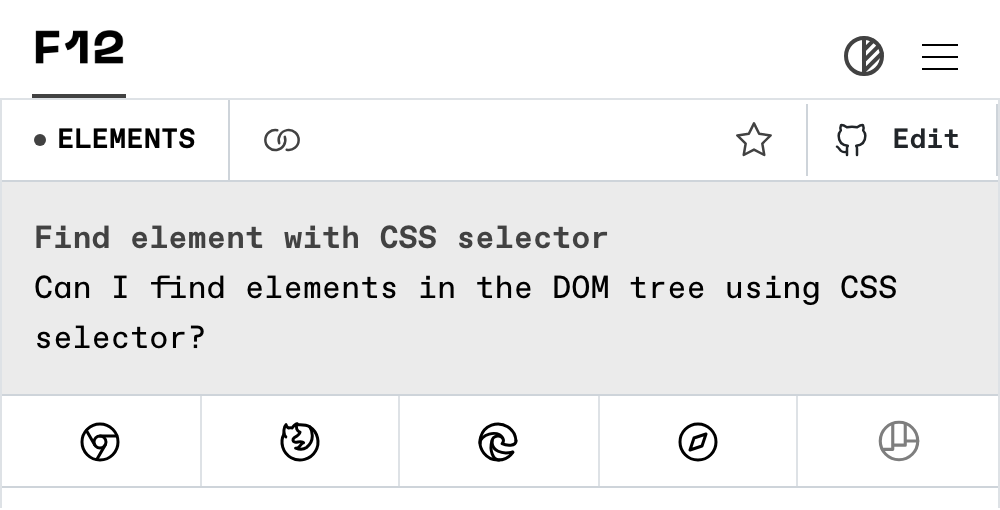 F12
ELEMENTS
Edit
Find element with CSS selector
Can I find elements in the DOM tree using CSS
selector?